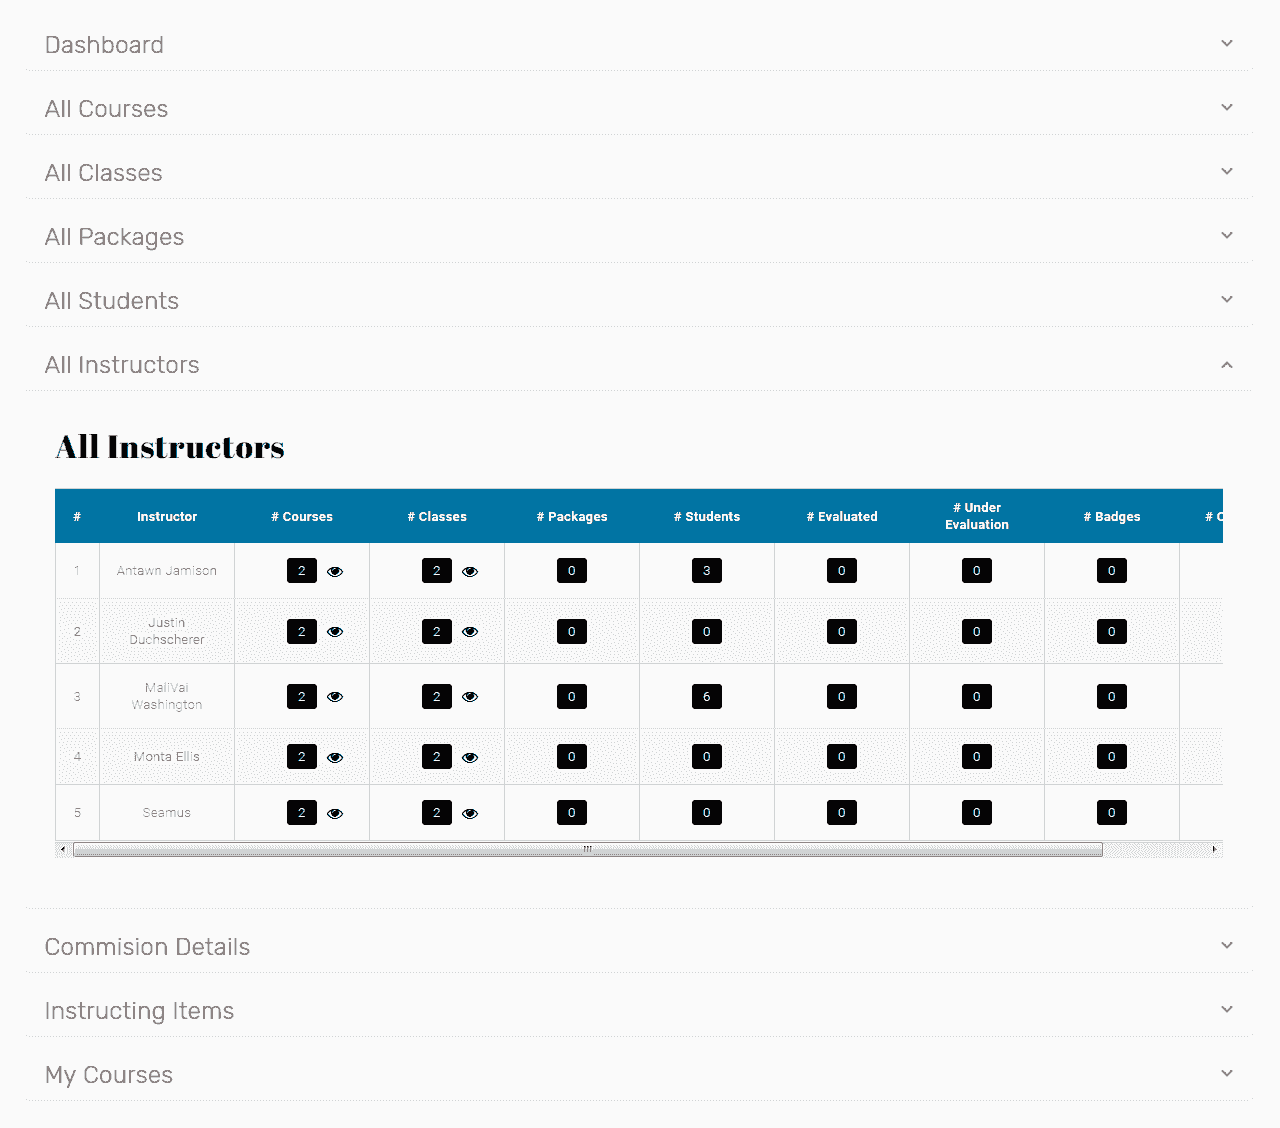 Dashboard
All Courses
All Classes
All Packages
All Students
All Instructors
All Instructors
# Instructor # Courses # Classes # Packages # Students # Evaluated # Under Evaluation # Badges # C
1 Antawn Jamison 2 2 0 3 0 0 0
2 Justin Duchscherer 2 2 0 0 0 0 0
3 MaliVai Washington 2 2 0 6 0 0 0
4 Monta Ellis 2 2 0 0 0 0 0
5 Seamus 2 2 0 0 0 0 0
Commision Details
Instructing Items
My Courses